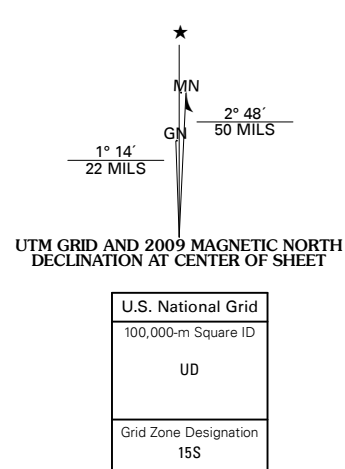 ★
MN
GN
2° 48´
50 MILS
1° 14´
22 MILS
UTM GRID AND 2009 MAGNETIC NORTH
DECLINATION AT CENTER OF SHEET
U.S. National Grid
100,000-m Square ID
UD
Grid Zone Designation
15S